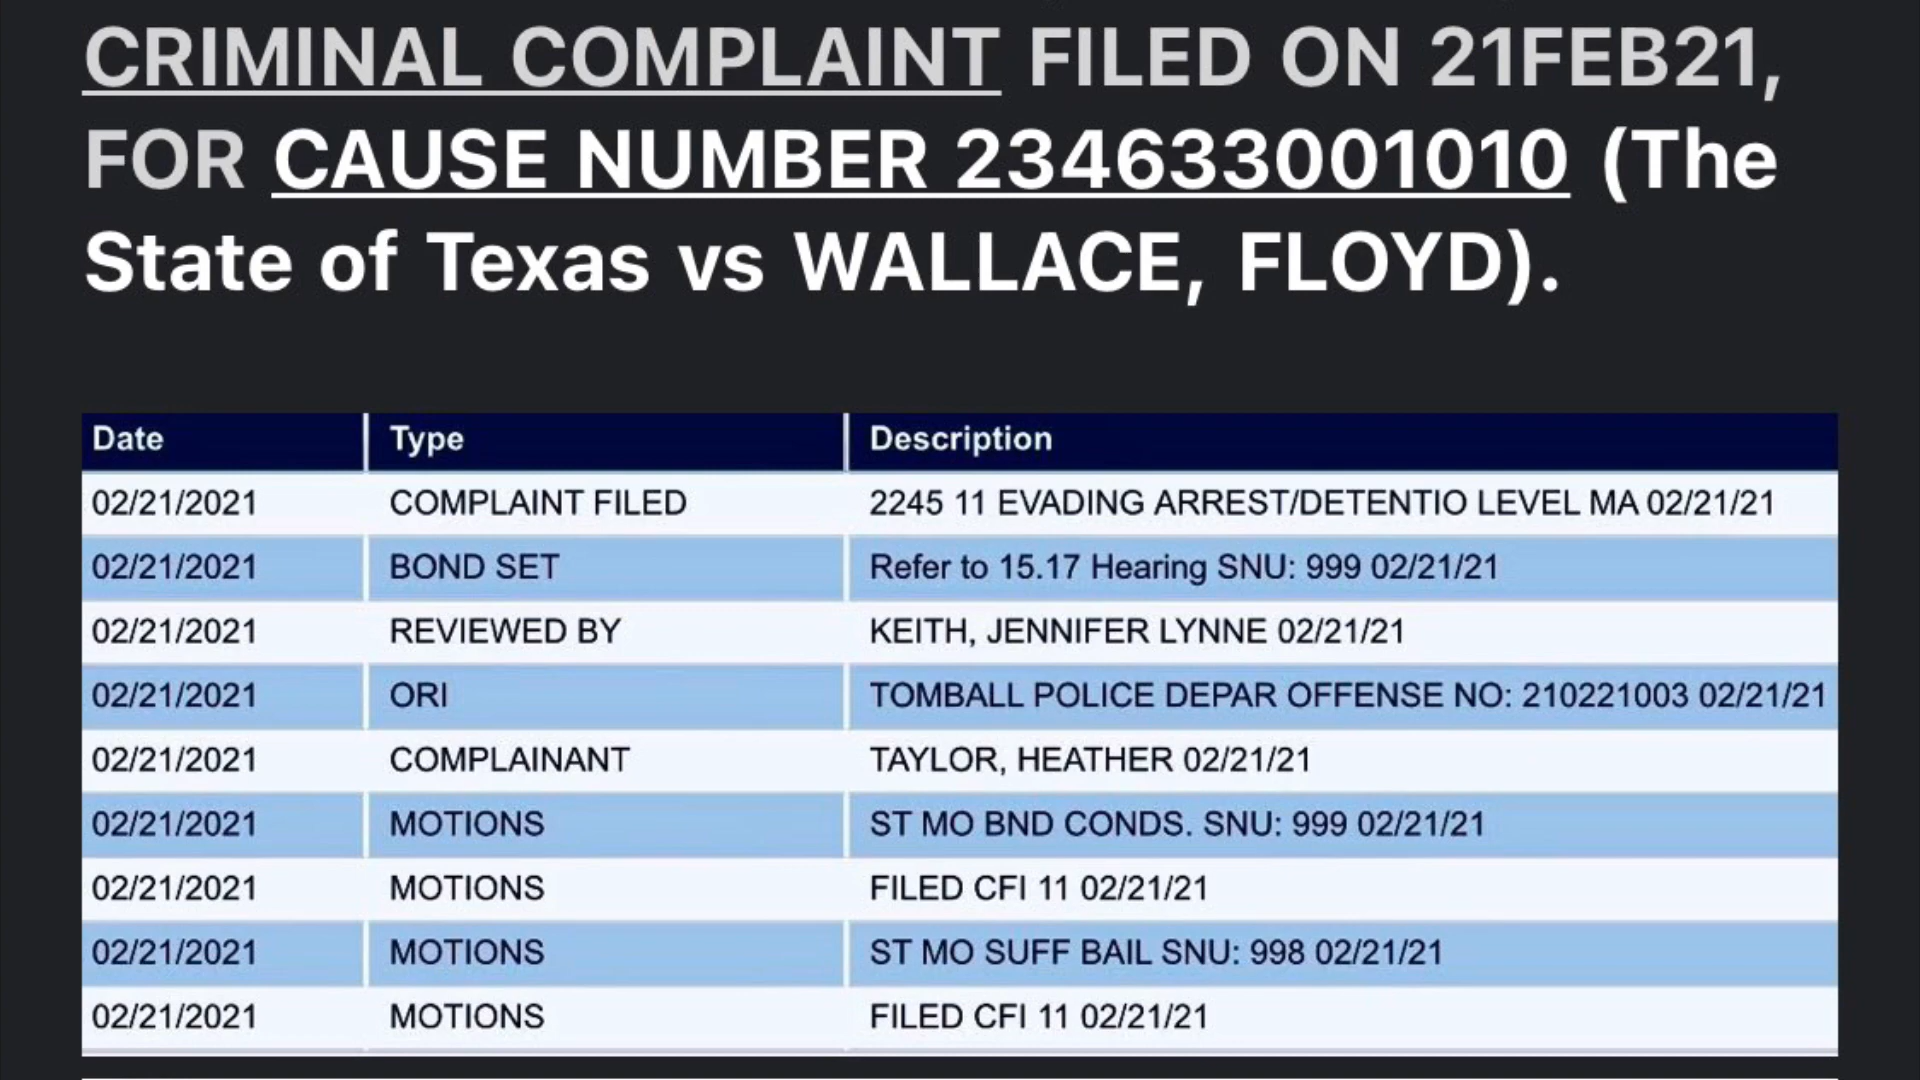 CRIMINAL COMPLAINT FILED ON 21FEB21,
FOR CAUSE NUMBER 234633001010 (The
State of Texas vs WALLACE, FLOYD).
Date Type Description
02/21/2021 COMPLAINT FILED 2245 11 EVADING ARREST/DETENTIO LEVEL MA 02/21/21
02/21/2021 BOND SET Refer to 15.17 Hearing SNU: 999 02/21/21
02/21/2021 REVIEWED BY KEITH, JENNIFER LYNNE 02/21/21
02/21/2021 ORI TOMBALL POLICE DEPAR OFFENSE NO: 210221003 02/21/21
02/21/2021 COMPLAINANT TAYLOR, HEATHER 02/21/21
02/21/2021 MOTIONS ST MO BND CONDS. SNU: 999 02/21/21
02/21/2021 MOTIONS FILED CFI 11 02/21/21
02/21/2021 MOTIONS ST MO SUFF BAIL SNU: 998 02/21/21
02/21/2021 MOTIONS FILED CFI 11 02/21/21